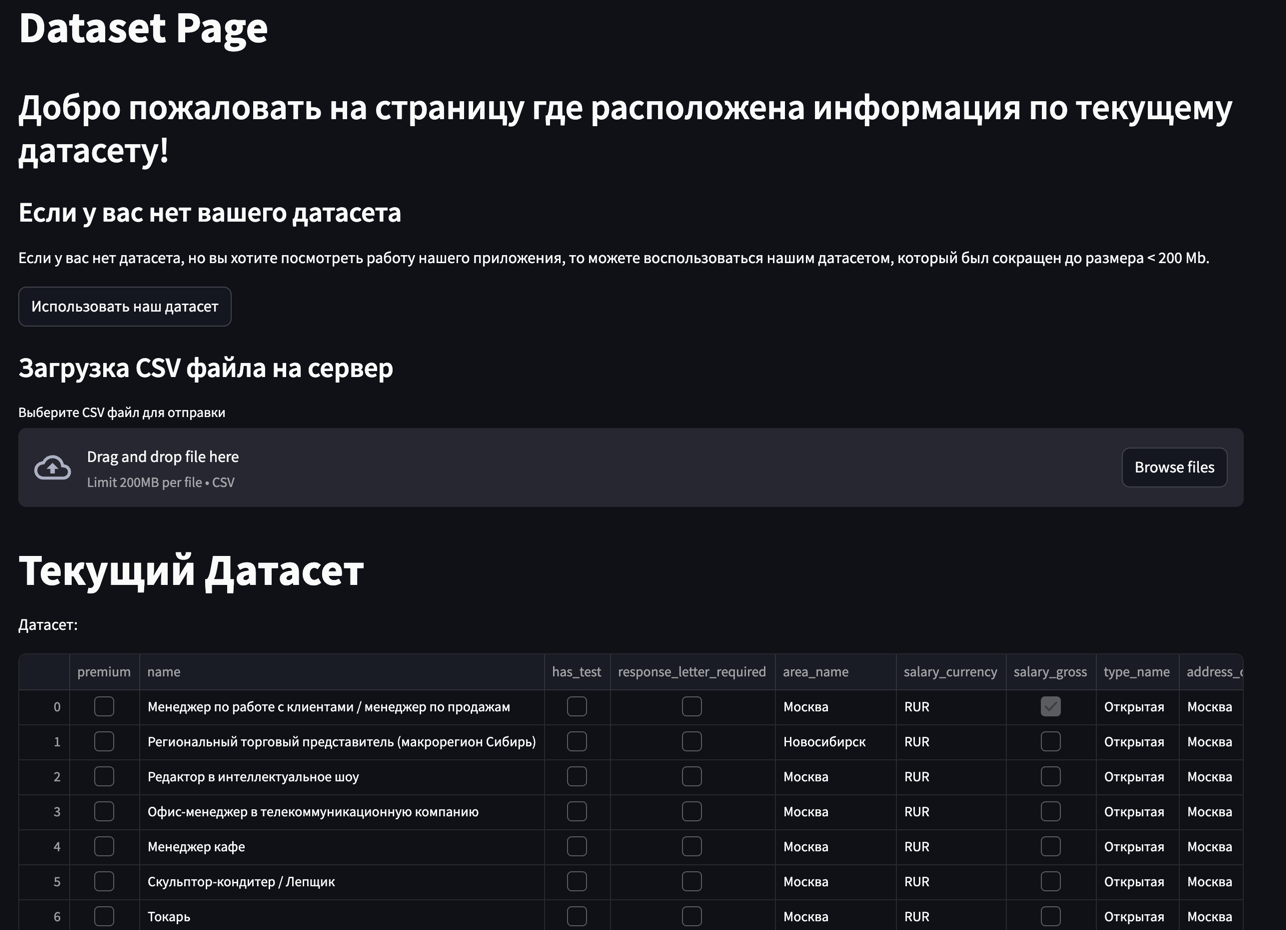 Dataset Page
Добро пожаловать на страницу где расположена информация по текущему
датасету!
Если у вас нет вашего датасета
Если у вас нет датасета, но вы хотите посмотреть работу нашего приложения, то можете воспользоваться нашим датасетом, который был сокращен до размера < 200 Mb.
Использовать наш датасет
Загрузка CSV файла на сервер
Выберите CSV файл для отправки
Drag and drop file here
Limit 200MB per file • CSV
Browse files
Текущий Датасет
Датасет:
premium name has_test response_letter_required area_name salary_currency salary_gross type_name address_c
0 Менеджер по работе с клиентами / менеджер по продажам Москва RUR Открытая Москва
1 Региональный торговый представитель (макрорегион Сибирь) Новосибирск RUR Открытая Москва
2 Редактор в интеллектуальное шоу Москва RUR Открытая Москва
3 Офис-менеджер в телекоммуникационную компанию Москва RUR Открытая Москва
4 Менеджер кафе Москва RUR Открытая Москва
5 Скульптор-кондитер / Лепщик Москва RUR Открытая Москва
6 Токарь Москва RUR Открытая Москва